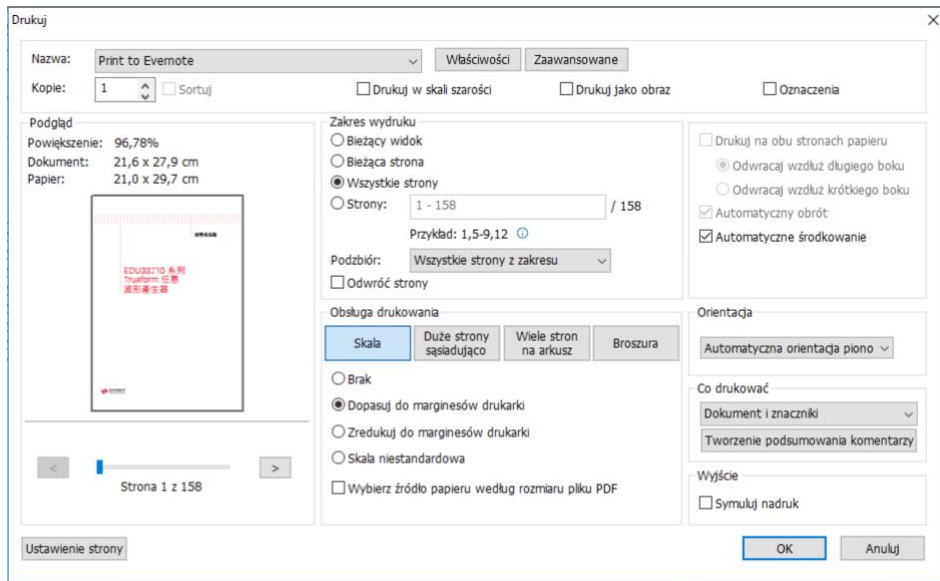 Drukuj
Nazwa: Print to Evernote Właściwości Zaawansowane
Kopie: 1 Sortuj Drukuj w skali szarości Drukuj jako obraz Oznaczenia
Podgląd
Powiększenie: 96,78%
Dokument: 21,6 x 27,9 cm
Papier: 21,0 x 29,7 cm
EDU33210 系列
Trueform 任意
波形產生器
< >
Strona 1 z 158
Zakres wydruku
Bieżący widok
Bieżąca strona
Wszystkie strony
Strony: 1 - 158 / 158
Przykład: 1,5-9,12
Podzbiór: Wszystkie strony z zakresu
Odwróć strony
Obsługa drukowania
Skala
Duże strony
sąsiadująco
Wiele stron
na arkusz
Broszura
Brak
Dopasuj do marginesów drukarki
Zredukuj do marginesów drukarki
Skala niestandardowa
Wybierz źródło papieru według rozmiaru pliku PDF
Drukuj na obu stronach papieru
Odwracaj wzdłuż długiego boku
Odwracaj wzdłuż krótkiego boku
Automatyczny obrót
Automatyczne środkowanie
Orientacja
Automatyczna orientacja piono
Co drukować
Dokument i znaczniki
Tworzenie podsumowania komentarzy
Wyjście
Symuluj nadruk
Ustawienie strony OK Anuluj